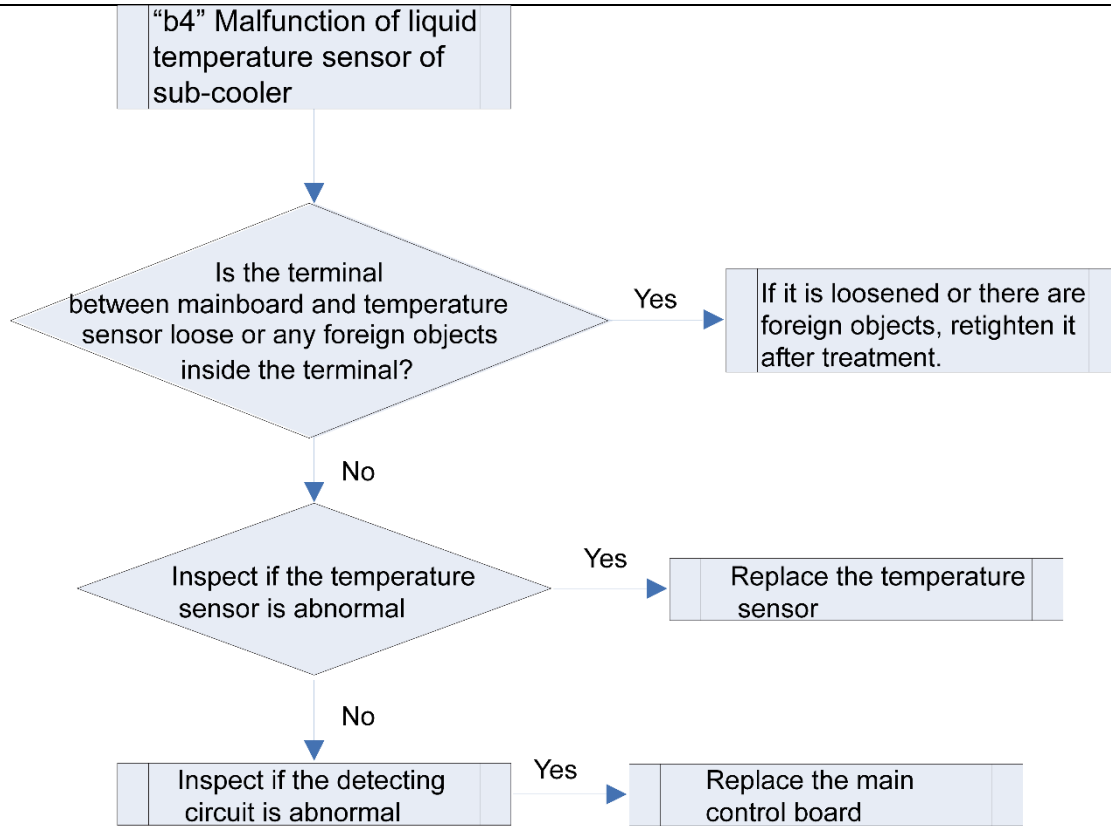 “b4” Malfunction of liquid
temperature sensor of
sub-cooler
Is the terminal
between mainboard and temperature
sensor loose or any foreign objects
inside the terminal?
Yes
If it is loosened or there are
foreign objects, retighten it
after treatment.
No
Inspect if the temperature
sensor is abnormal
Yes
Replace the temperature
sensor
No
Inspect if the detecting
circuit is abnormal
Yes
Replace the main
control board